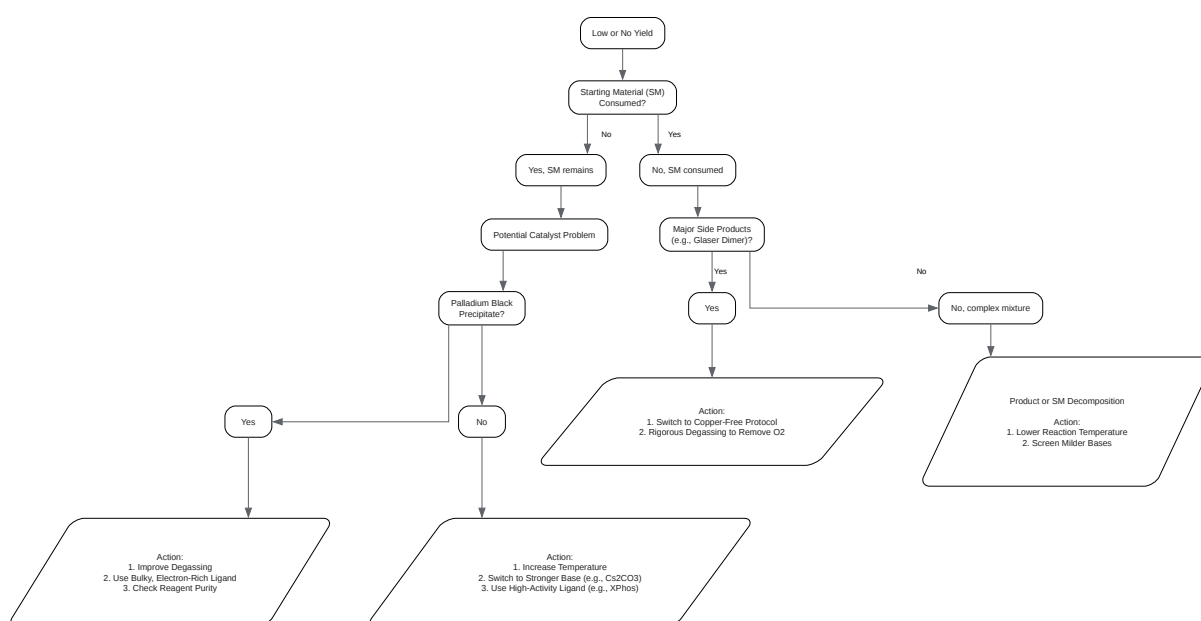 Low or No Yield
Starting Material (SM)
Consumed?
No
Yes
Yes, SM remains
No, SM consumed
Potential Catalyst Problem
Major Side Products
(e.g., Glaser Dimer)?
Yes
No
Palladium Black
Precipitate?
Yes
No, complex mixture
Yes
No
Action:
1. Switch to Copper-Free Protocol
2. Rigorous Degassing to Remove O2
Product or SM Decomposition
Action:
1. Lower Reaction Temperature
2. Screen Milder Bases
Action:
1. Improve Degassing
2. Use Bulky, Electron-Rich Ligand
3. Check Reagent Purity
Action:
1. Increase Temperature
2. Switch to Stronger Base (e.g., Cs2CO3)
3. Use High-Activity Ligand (e.g., XPhos)